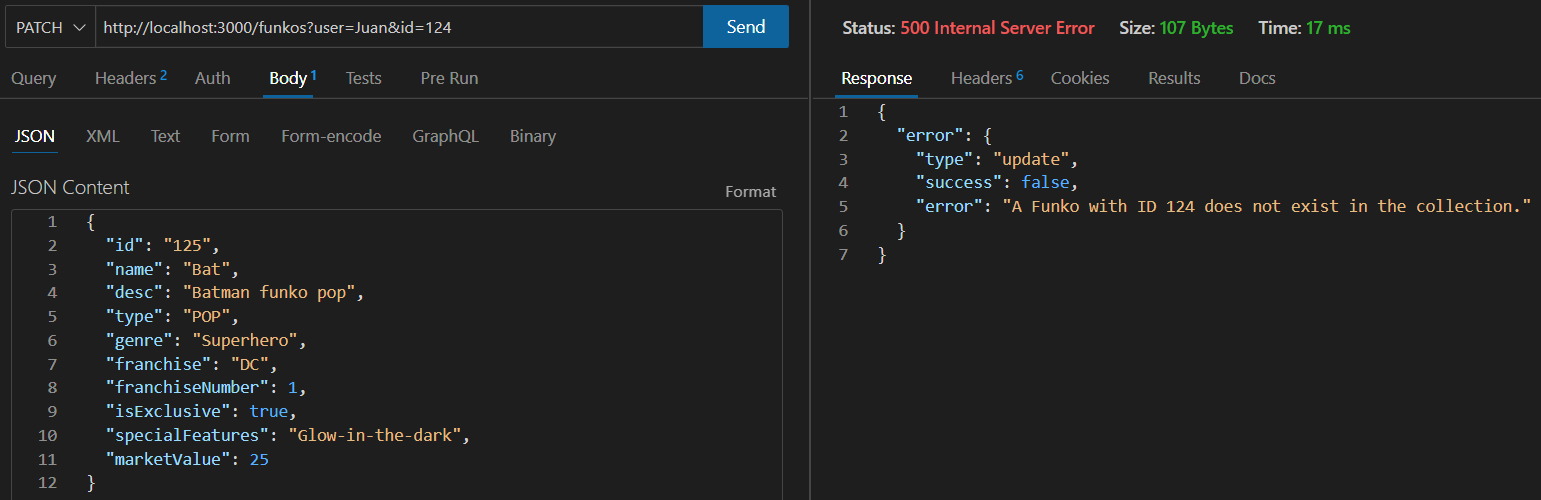 PATCH http://localhost:3000/funkos?user=Juan&id=124 Send
Query Headers 2 Auth Body 1 Tests Pre Run
JSON XML Text Form Form-encode GraphQL Binary
JSON Content Format
1 {
2 "id": "125",
3 "name": "Bat",
4 "desc": "Batman funko pop",
5 "type": "POP",
6 "genre": "Superhero",
7 "franchise": "DC",
8 "franchiseNumber": 1,
9 "isExclusive": true,
10 "specialFeatures": "Glow-in-the-dark",
11 "marketValue": 25
12 }
Status: 500 Internal Server Error Size: 107 Bytes Time: 17 ms
Response Headers 6 Cookies Results Docs
1 {
2 "error": {
3 "type": "update",
4 "success": false,
5 "error": "A Funko with ID 124 does not exist in the collection."
6 }
7 }